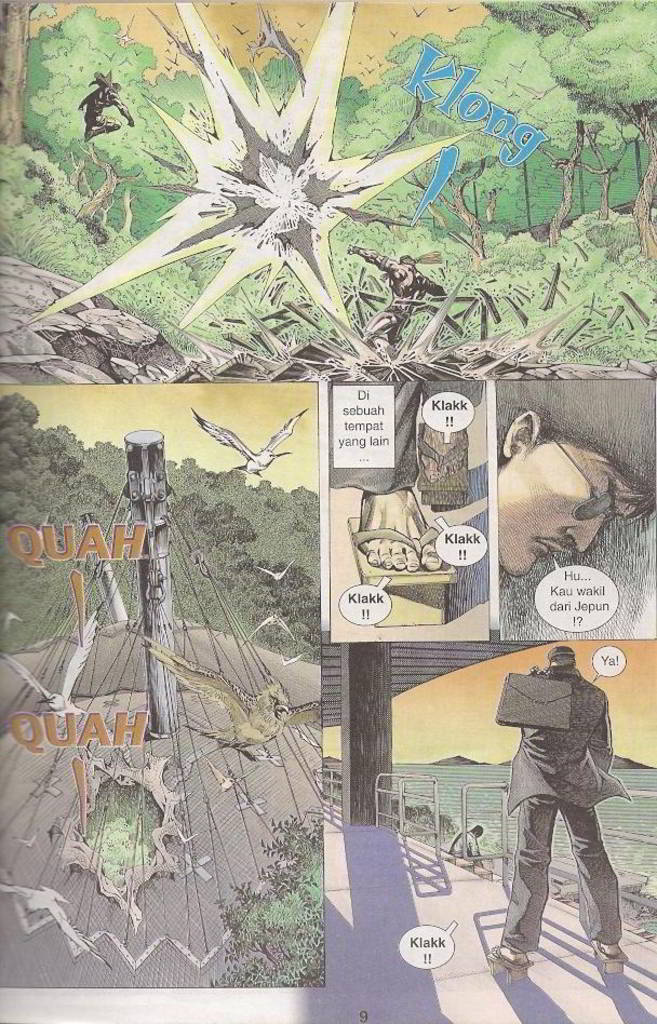 Klong
!
QUAH
!
QUAH
!
Di
sebuah
tempat
yang lain
...
Klakk
!!
Klakk
!!
Klakk
!!
Hu...
Kau wakil
dari Jepun
!?
Ya!
Klakk
!!
9